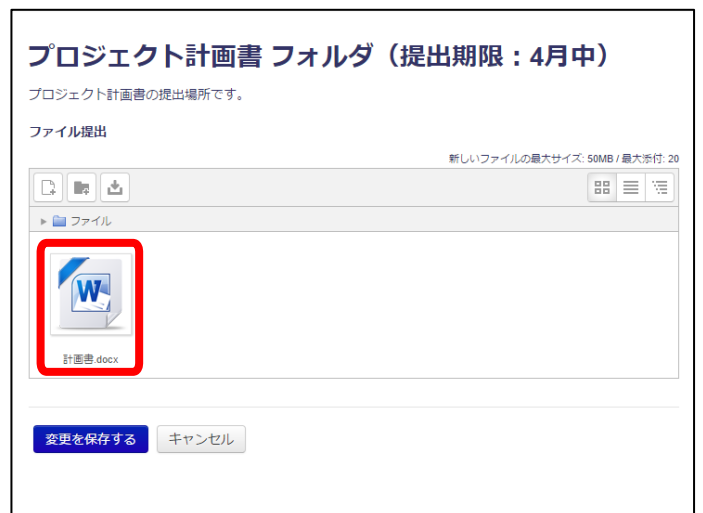 プロジェクト計画書 フォルダ（提出期限：4月中）
プロジェクト計画書の提出場所です。
ファイル提出
新しいファイルの最大サイズ: 50MB / 最大添付: 20
ファイル
W
計画書.docx
変更を保存する
キャンセル